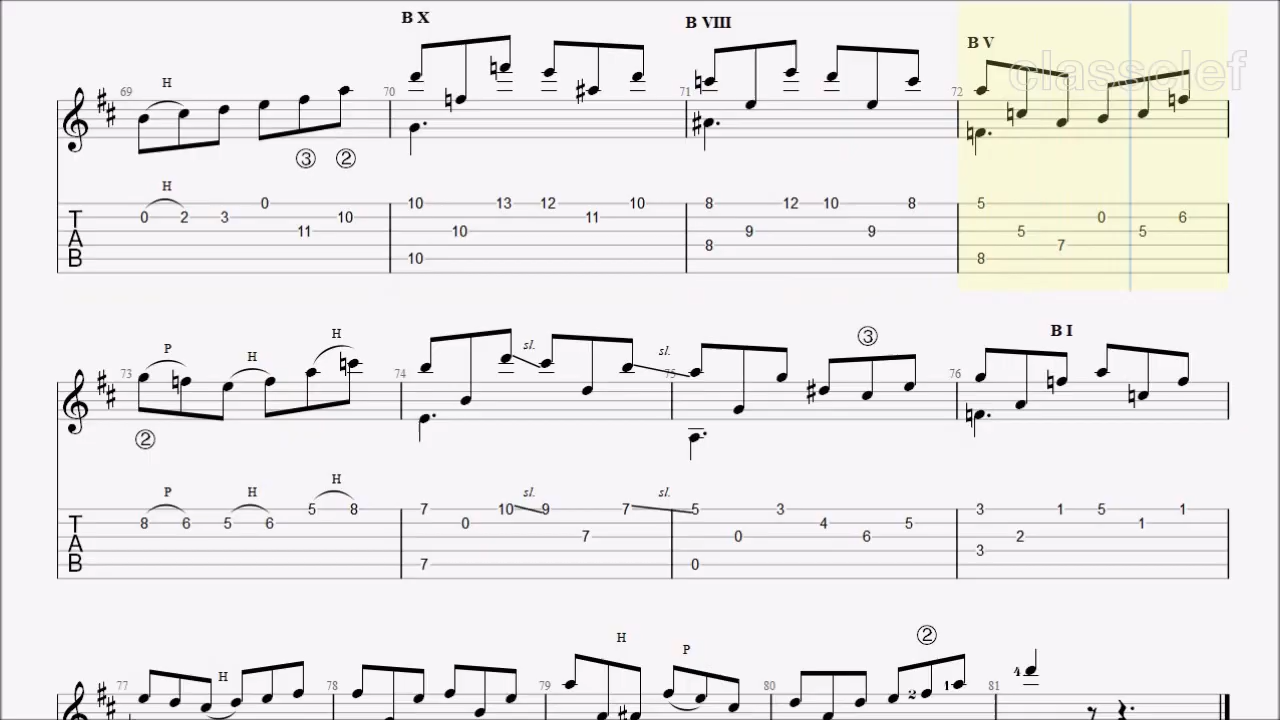 B X
B VIII
B V
classclef
69 H 70 71 72
③ ②
H
0 10 13 12 10 8 12 10 8 5
T 0 2 3 10 11 0 6
A 11 10 9 9 5 5
B 8 7
10 8
P H H sl. sl. ③ B I
73 74 75 76
②
P H H sl. sl.
5 8 7 10 9 7 5 3 3 1 5 1
T 8 6 5 6 0 4 5 1
A 7 0 6 2
B 3
7 0
H H P ②
77 78 79 80 2 1 81 4